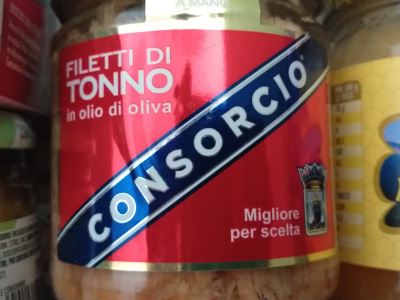 A MANO
FILETTI DI
TONNO
in olio di oliva
CONSORCIO
Migliore
per scelta